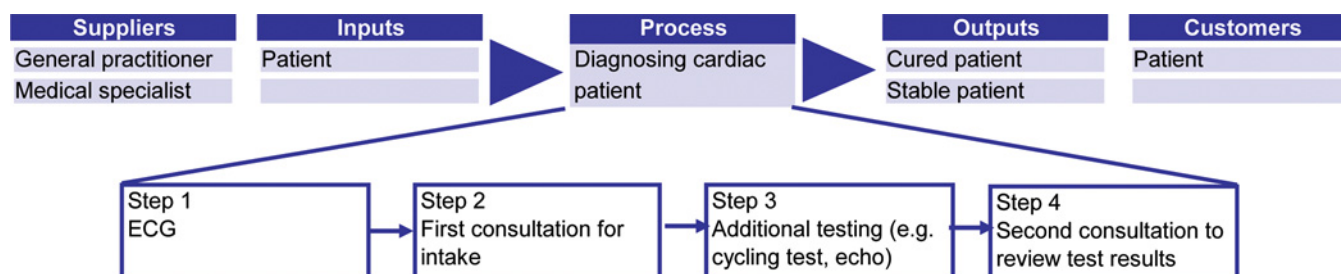 Suppliers
General practitioner
Medical specialist
Inputs
Patient
Process
Diagnosing cardiac
patient
Outputs
Cured patient
Stable patient
Customers
Patient
Step 1
ECG
Step 2
First consultation for
intake
Step 3
Additional testing (e.g.
cycling test, echo)
Step 4
Second consultation to
review test results